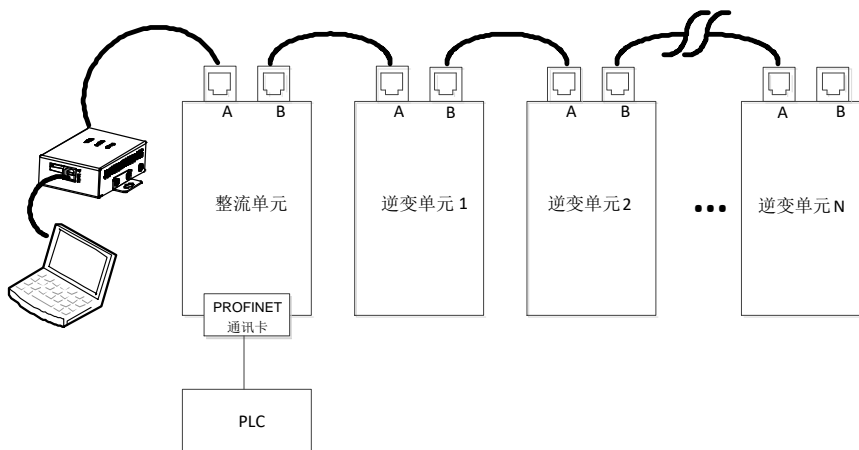 A B A B A B A B
整流单元 逆变单元 1 逆变单元 2 ••• 逆变单元 N
PROFINET
通讯卡
PLC